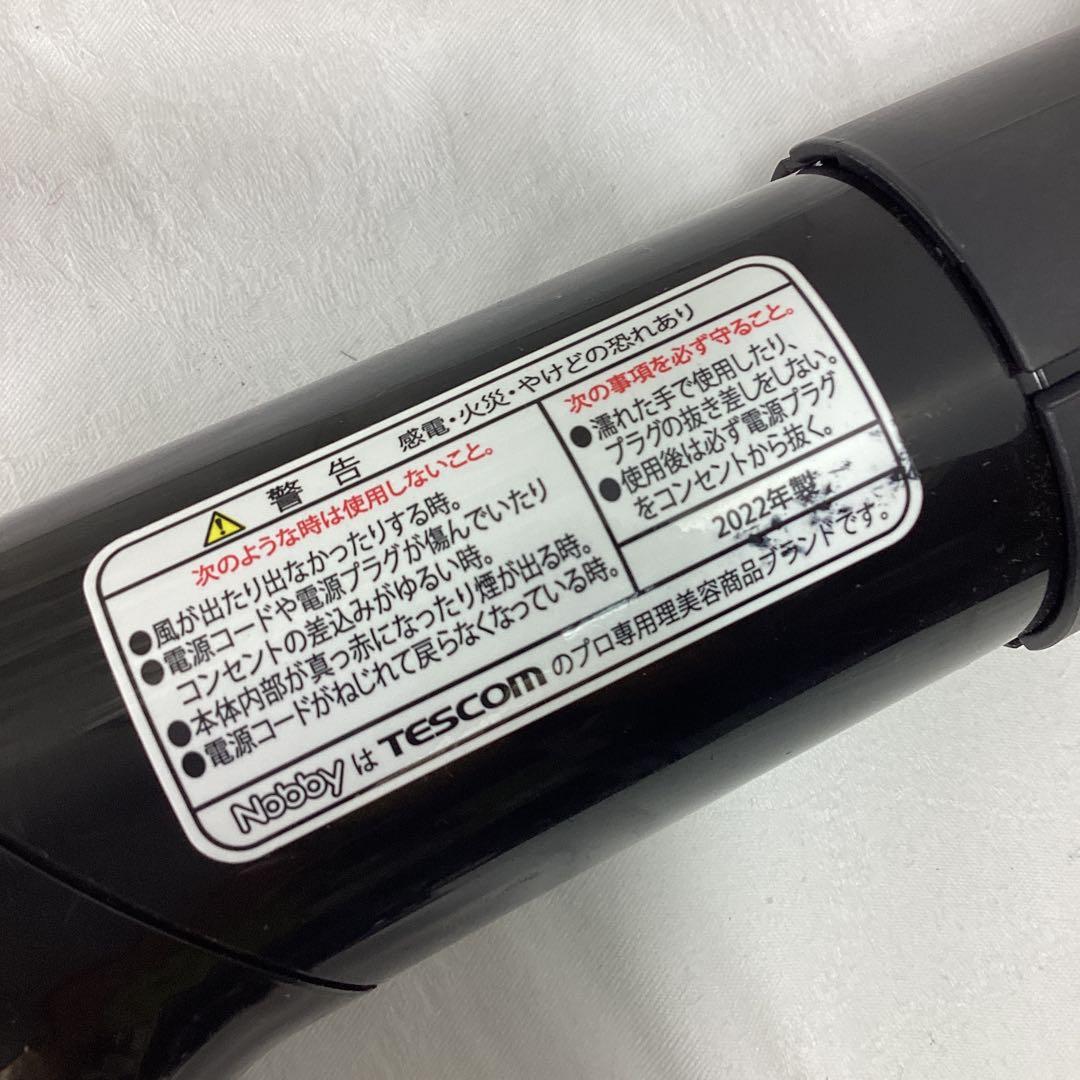 警告 感電・火災・やけどの恐れあり
次のような時は使用しないこと。
●風が出たり出なかったりする時。
●電源コードや電源プラグが傷んでいたり
コンセントの差込みがゆるい時。
●本体内部が真っ赤になったり煙が出る時。
●電源コードがねじれて戻らなくなっている時。
次の事項を必ず守ること。
●濡れた手で使用したり、
プラグの抜き差しをしない。
●使用後は必ず電源プラグ
をコンセントから抜く。
2022年製
Nobby は TESCOM のプロ専用理美容商品ブランドです。